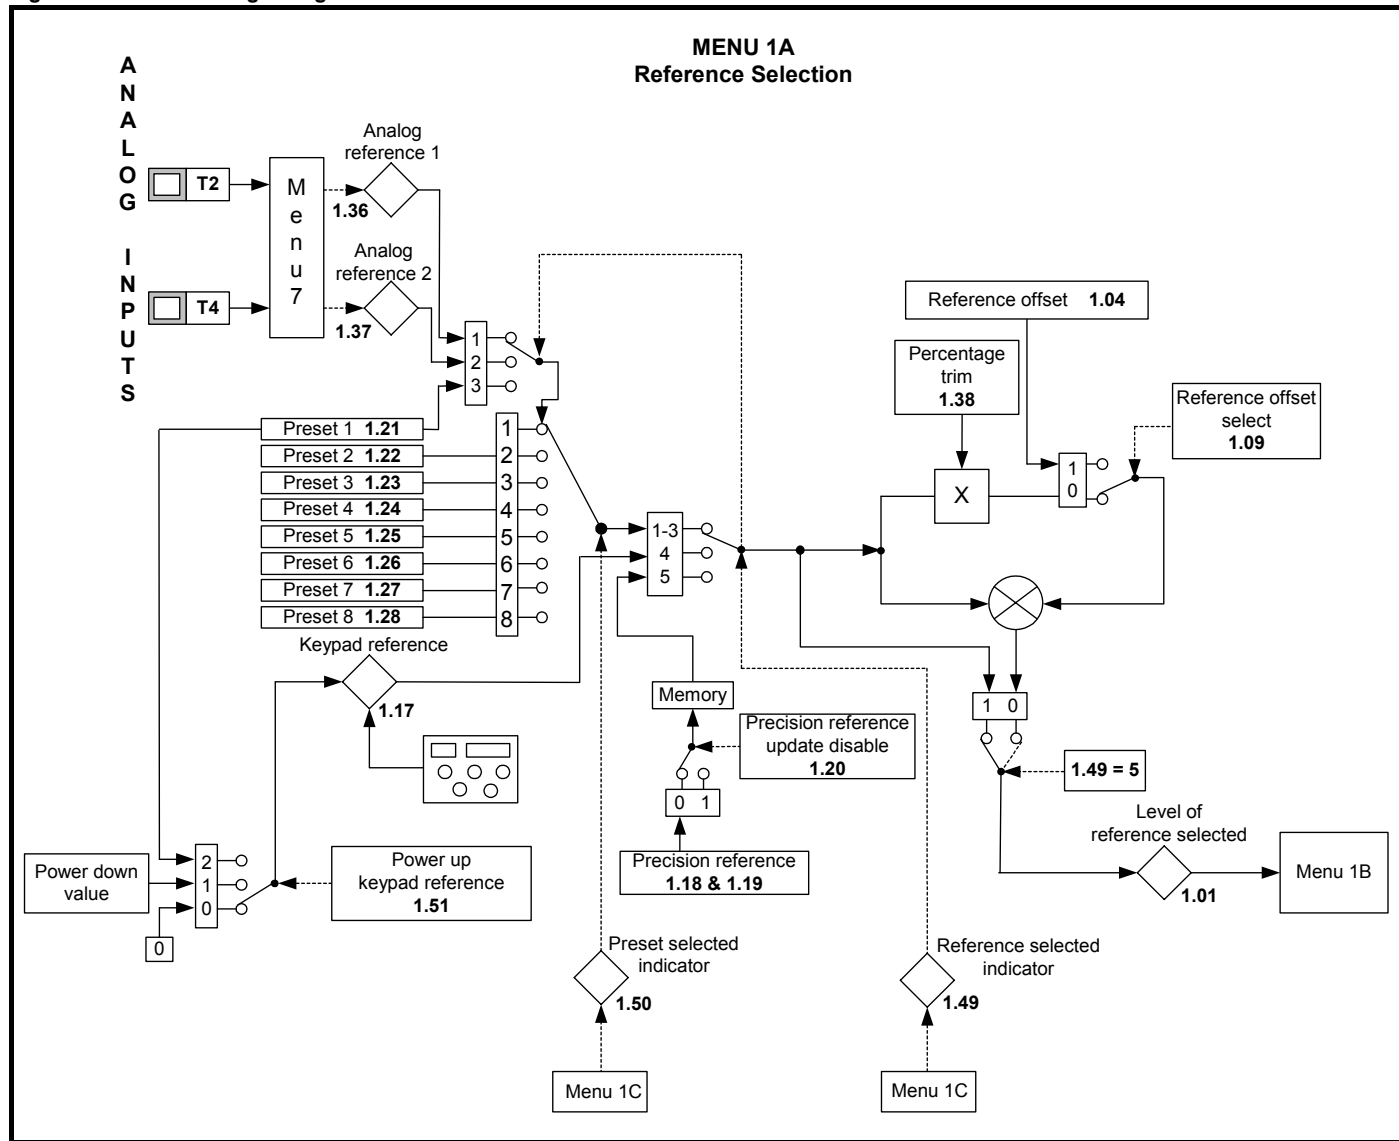 MENU 1A
Reference Selection
ANALOG INPUTS
T2
T4
Menu7
Analog
reference 1
1.36
Analog
reference 2
1.37
1
2
3
Preset 1 1.21
Preset 2 1.22
Preset 3 1.23
Preset 4 1.24
Preset 5 1.25
Preset 6 1.26
Preset 7 1.27
Preset 8 1.28
1
2
3
4
5
6
7
8
Keypad reference
1.17
1-3
4
5
Memory
Precision reference
update disable
1.20
0 1
Precision reference
1.18 & 1.19
Reference offset 1.04
Percentage
trim
1.38
X
1
0
Reference offset
select
1.09
1 0
1.49 = 5
Level of
reference selected
1.01
Menu 1B
Power down
value
2
1
0
0
Power up
keypad reference
1.51
Preset selected
indicator
1.50
Menu 1C
Reference selected
indicator
1.49
Menu 1C